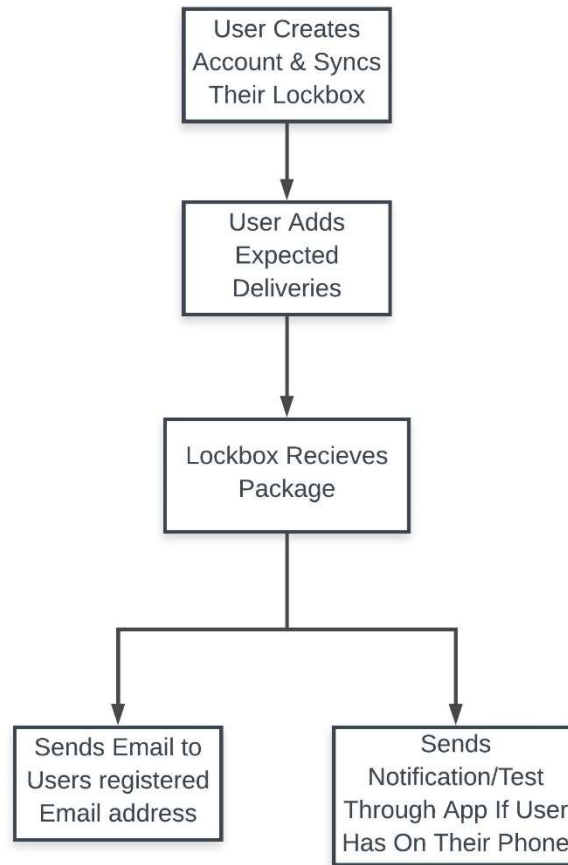 User Creates
Account & Syncs
Their Lockbox
User Adds
Expected
Deliveries
Lockbox Recieves
Package
Sends Email to
Users registered
Email address
Sends
Notification/Test
Through App If User
Has On Their Phone